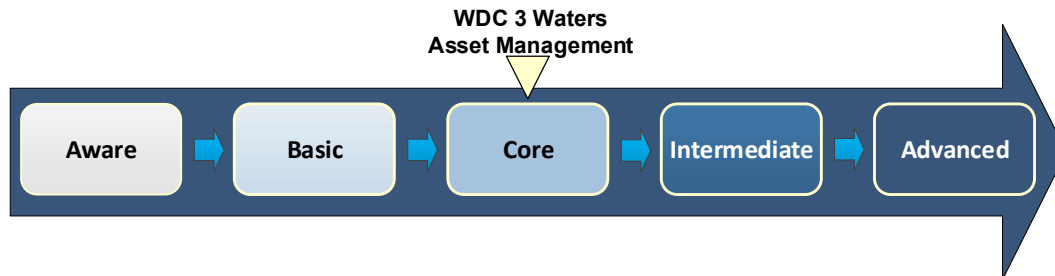 WDC 3 Waters
Asset Management
Aware
Basic
Core
Intermediate
Advanced